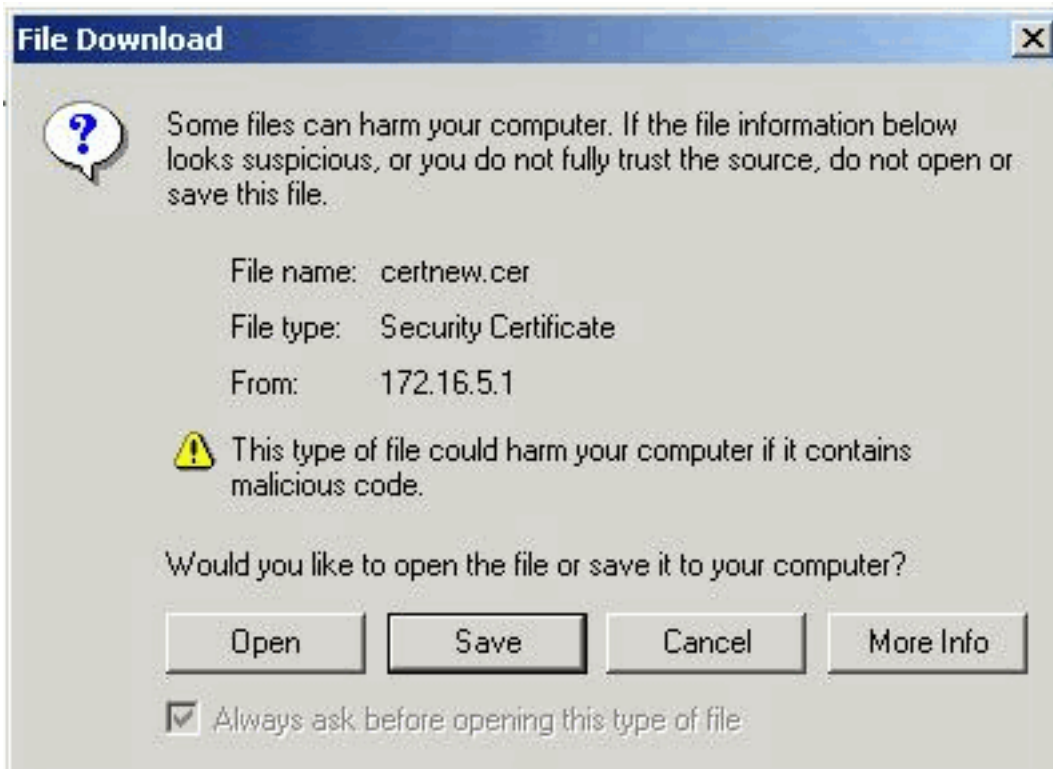 File Download
Some files can harm your computer. If the file information below
looks suspicious, or you do not fully trust the source, do not open or
save this file.
File name: certnew.cer
File type: Security Certificate
From: 172.16.5.1
This type of file could harm your computer if it contains
malicious code.
Would you like to open the file or save it to your computer?
Open Save Cancel More Info
Always ask before opening this type of file